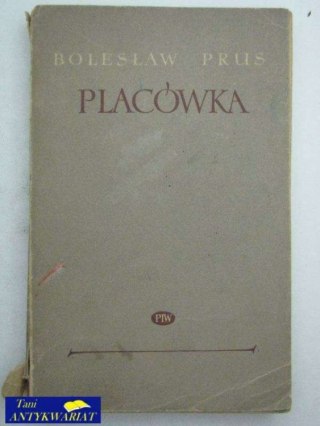 BOLESŁAW PRUS
PLACÓWKA
PIW
Tani
ANTYKWARIAT